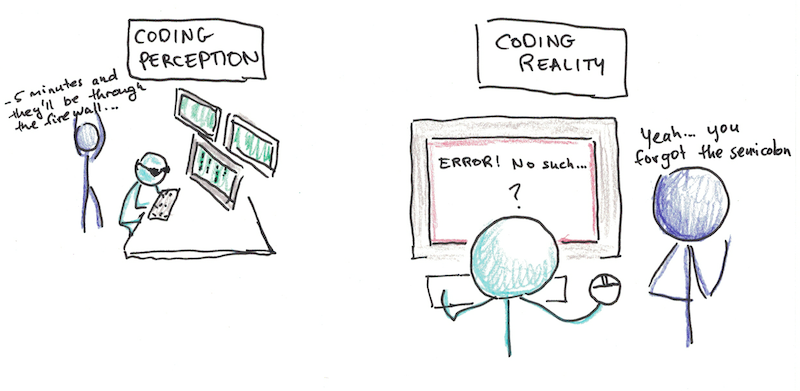 CODING
PERCEPTION
- 5 minutes and
they'll be through
the firewall...
CODING
REALITY
ERROR! No such...
?
Yeah... you
forgot the semicolon